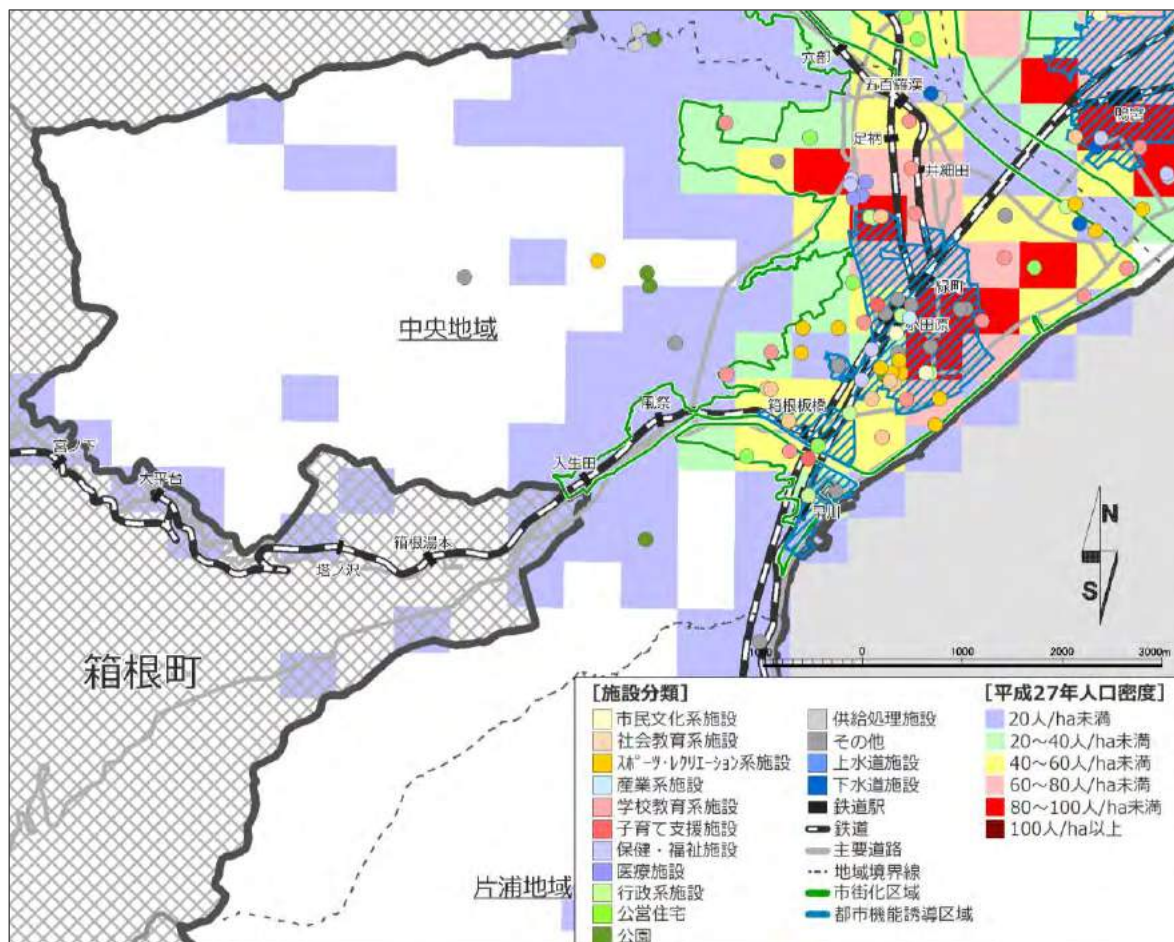 穴部
五百羅漢
鴨宮
足柄
井細田
緑町
小田原
中央地域
箱根板橋
風祭
入生田
宮ノ下
大平台
早川
箱根湯本
塔ノ沢
N
S
箱根町
1000 0 1000 2000 3000m
片浦地域
[施設分類]
市民文化系施設
社会教育系施設
スポーツ・レクリエーション系施設
産業系施設
学校教育系施設
子育て支援施設
保健・福祉施設
医療施設
行政系施設
公営住宅
公園
供給処理施設
その他
上水道施設
下水道施設
鉄道駅
鉄道
主要道路
地域境界線
市街化区域
都市機能誘導区域
[平成27年人口密度]
20人/ha未満
20～40人/ha未満
40～60人/ha未満
60～80人/ha未満
80～100人/ha未満
100人/ha以上